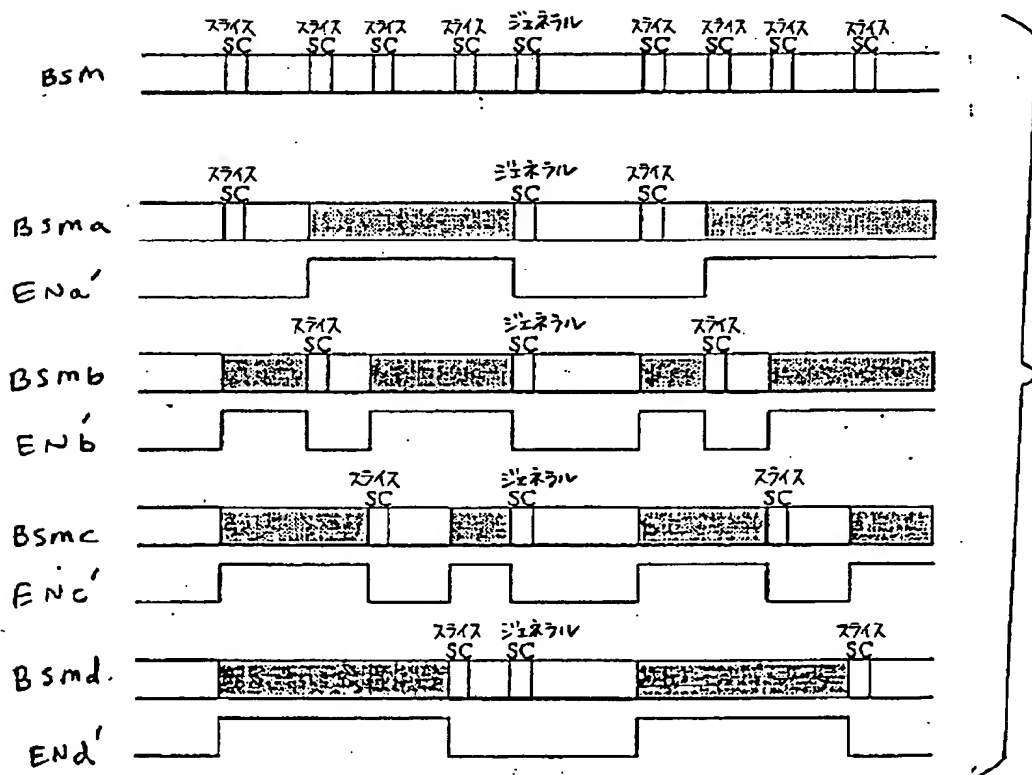 スライス スライス スライス スライス ジェネラル スライス スライス スライス スライス
SC SC SC SC SC SC SC SC SC
BSM
スライス ジェネラル スライス
SC SC SC
BSMa
ENa'
スライス ジェネラル スライス
SC SC SC
BSMb
ENb'
スライス ジェネラル スライス
SC SC SC
BSMc
ENc'
スライス ジェネラル スライス
SC SC SC
BSMd.
ENd'